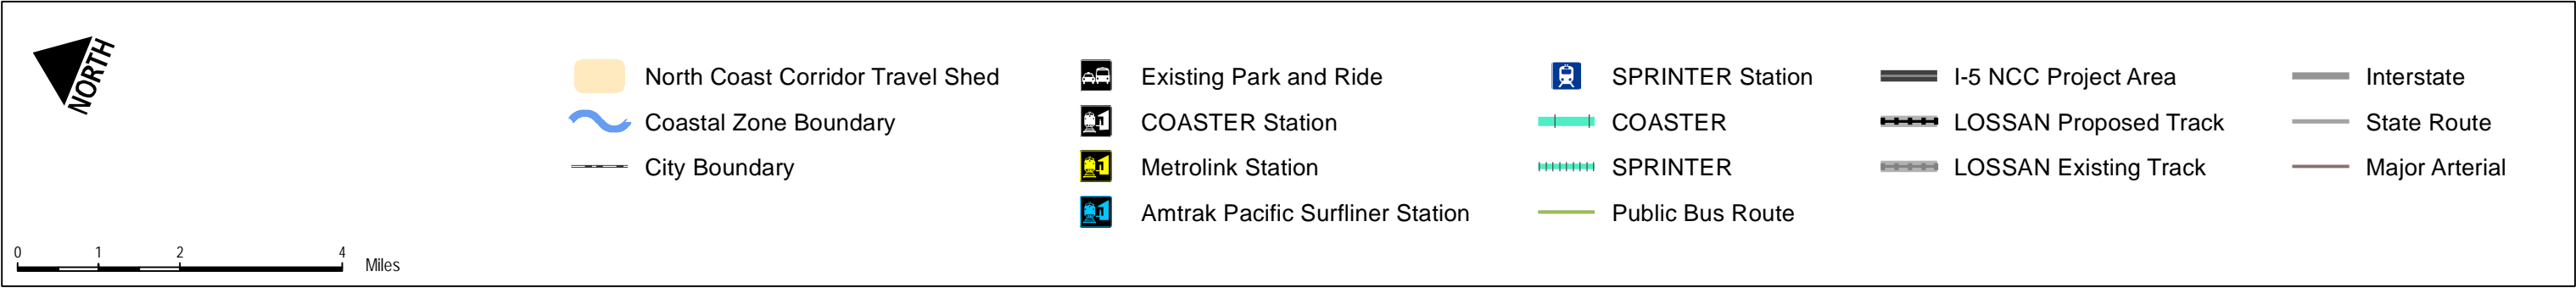 NORTH
North Coast Corridor Travel Shed
Coastal Zone Boundary
City Boundary
Existing Park and Ride
COASTER Station
Metrolink Station
Amtrak Pacific Surfliner Station
SPRINTER Station
COASTER
SPRINTER
Public Bus Route
I-5 NCC Project Area
LOSSAN Proposed Track
LOSSAN Existing Track
Interstate
State Route
Major Arterial
0 1 2 4 Miles